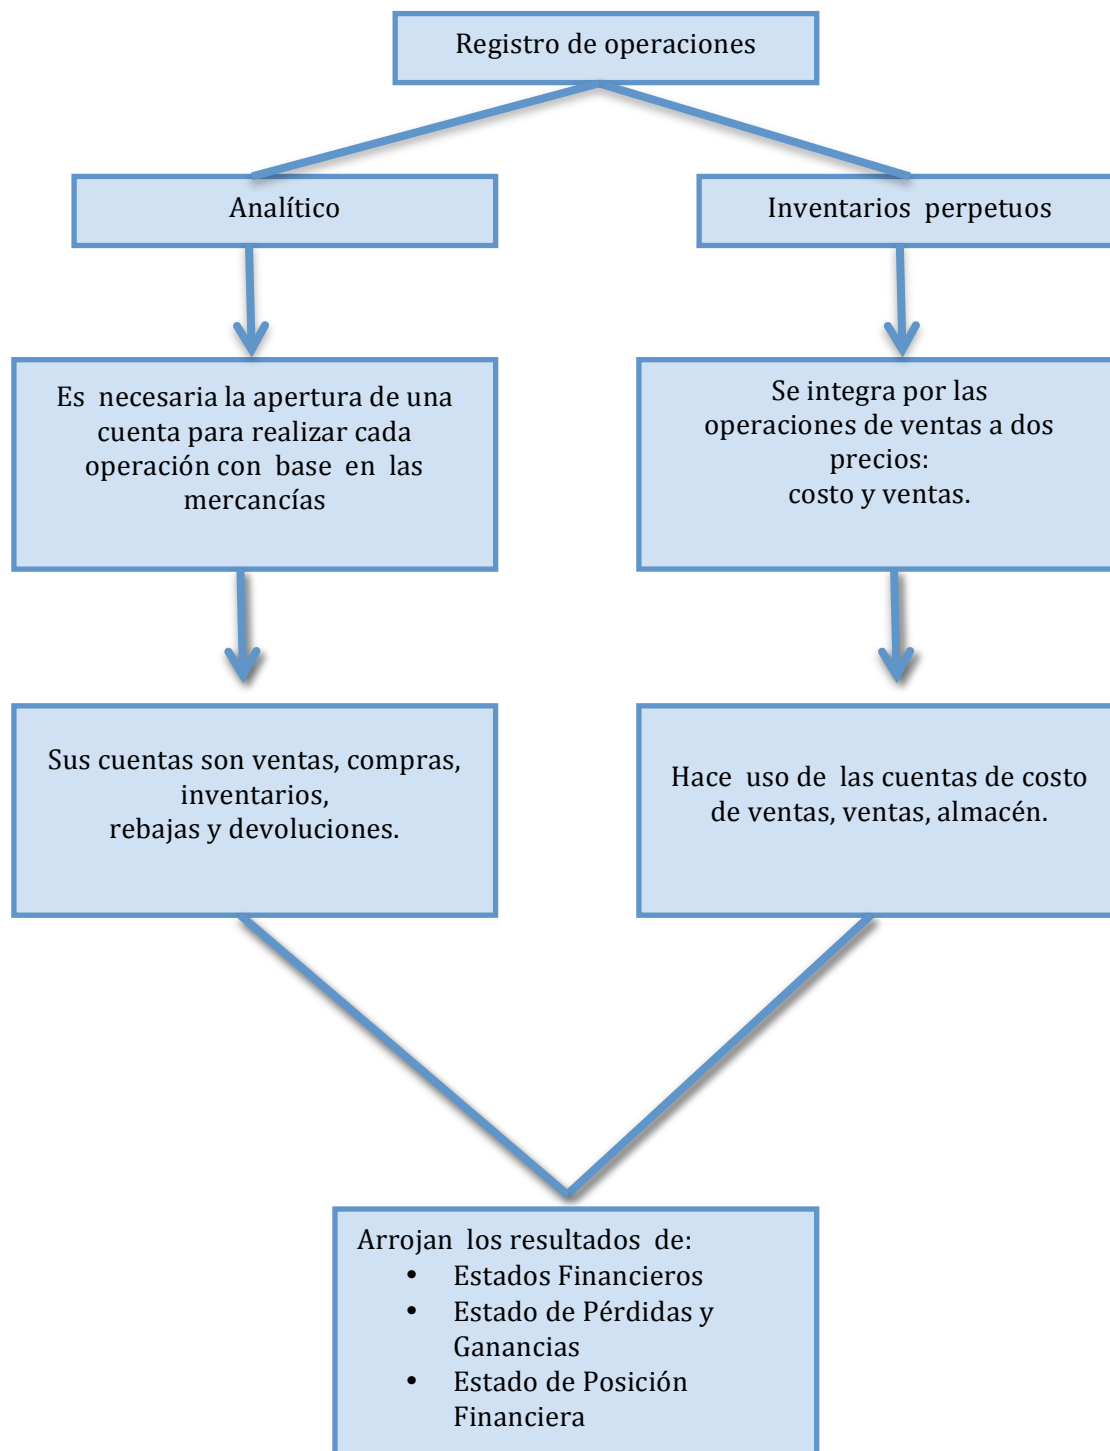 Registro de operaciones
Analítico
Inventarios perpetuos
Es necesaria la apertura de una
cuenta para realizar cada
operación con base en las
mercancías
Se integra por las
operaciones de ventas a dos
precios:
costo y ventas.
Sus cuentas son ventas, compras,
inventarios,
rebajas y devoluciones.
Hace uso de las cuentas de costo
de ventas, ventas, almacén.
Arrojan los resultados de:
• Estados Financieros
• Estado de Pérdidas y
Ganancias
• Estado de Posición
Financiera